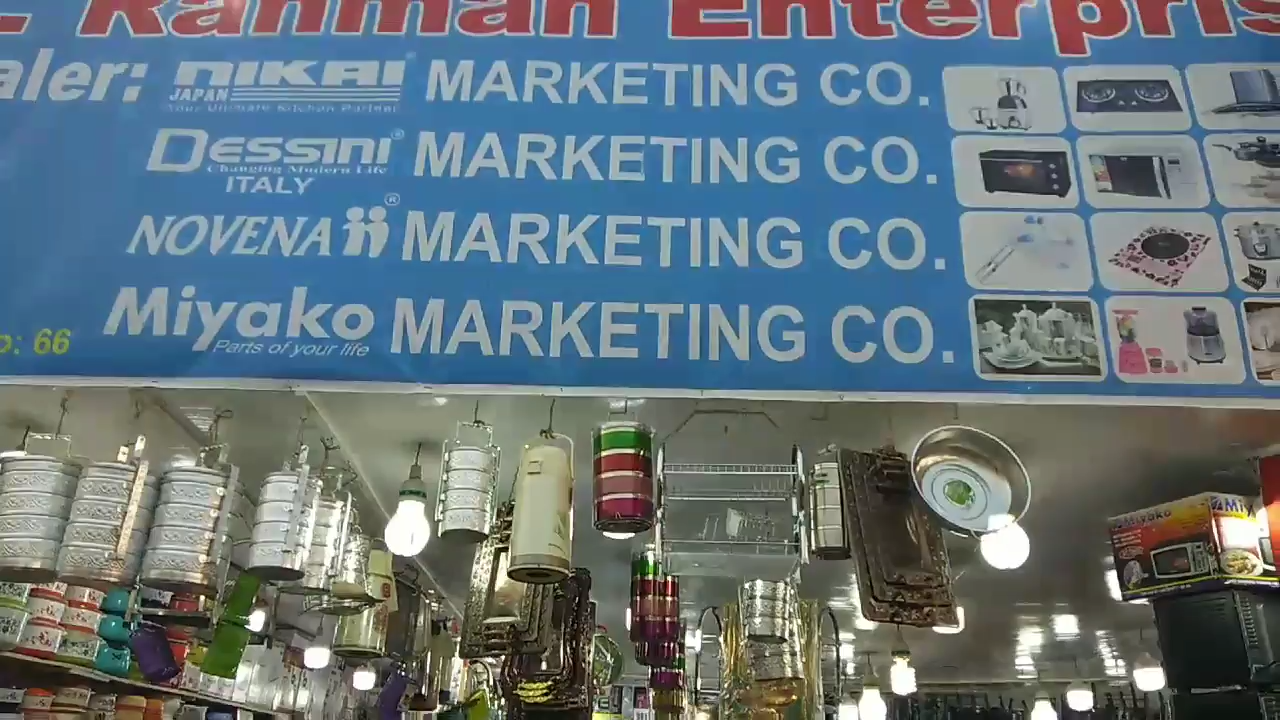 Rahman Enterpris
aler: NIKAI MARKETING CO.
JAPAN
Your Ultimate Kitchen Partner
DESSINI® MARKETING CO.
Changing Modern Life
ITALY
NOVENA® MARKETING CO.
Miyako MARKETING CO.
Parts of your life
o: 66
Miyako
Mi